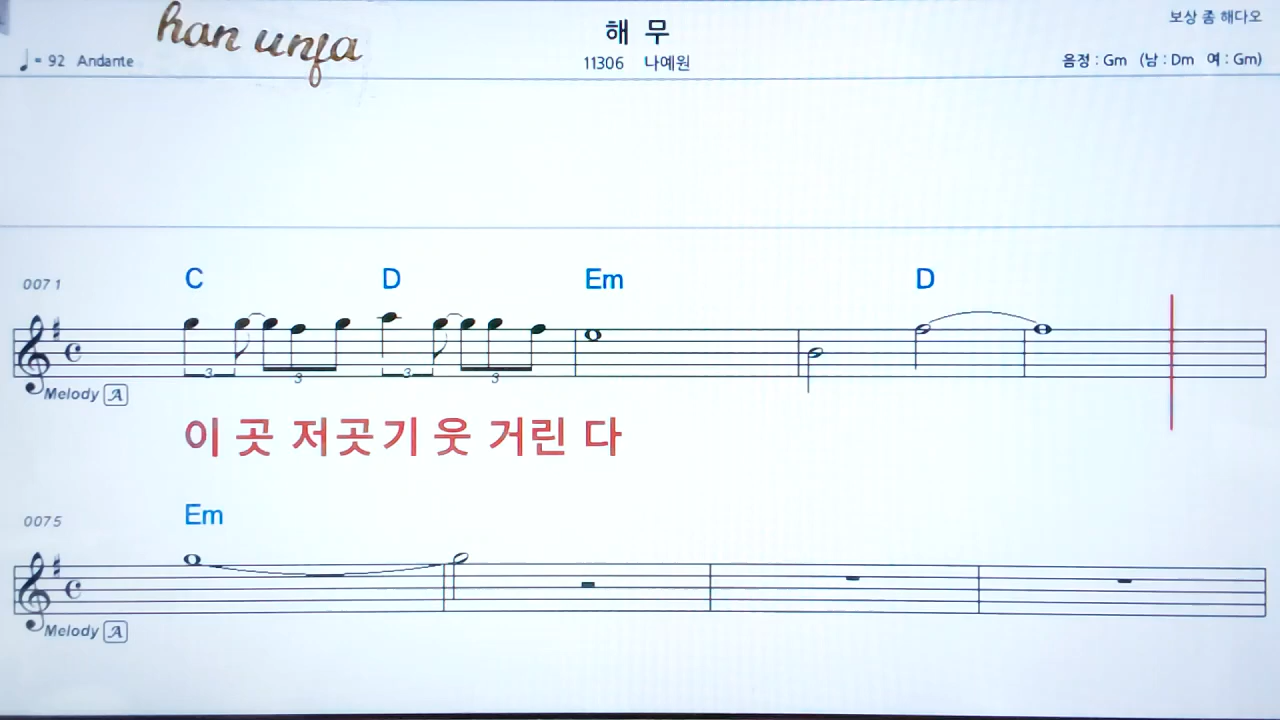 han unfa
해 무
보상 좀 해다오
♩= 92 Andante
11306 나예원
음정 : Gm (남 : Dm 여 : Gm)
0071
C D Em D
3 3 3 3
Melody A
이 곳 저곳기 웃 거린 다
0075
Em
Melody A